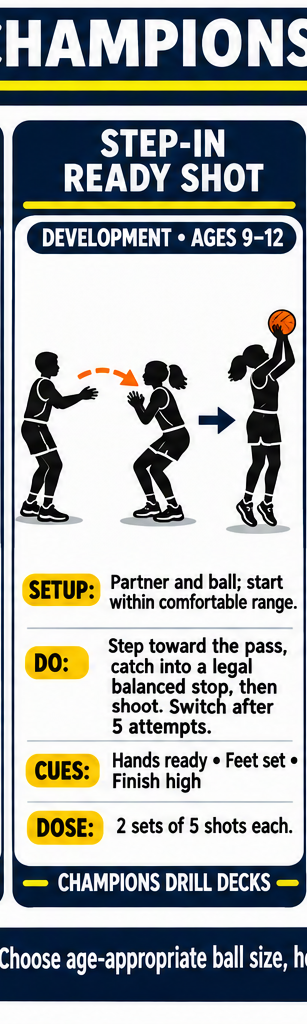 CHAMPIONS
STEP-IN
READY SHOT
DEVELOPMENT • AGES 9–12
SETUP: Partner and ball; start
within comfortable range.
DO: Step toward the pass,
catch into a legal
balanced stop, then
shoot. Switch after
5 attempts.
CUES: Hands ready • Feet set •
Finish high
DOSE: 2 sets of 5 shots each.
CHAMPIONS DRILL DECKS
Choose age-appropriate ball size, h